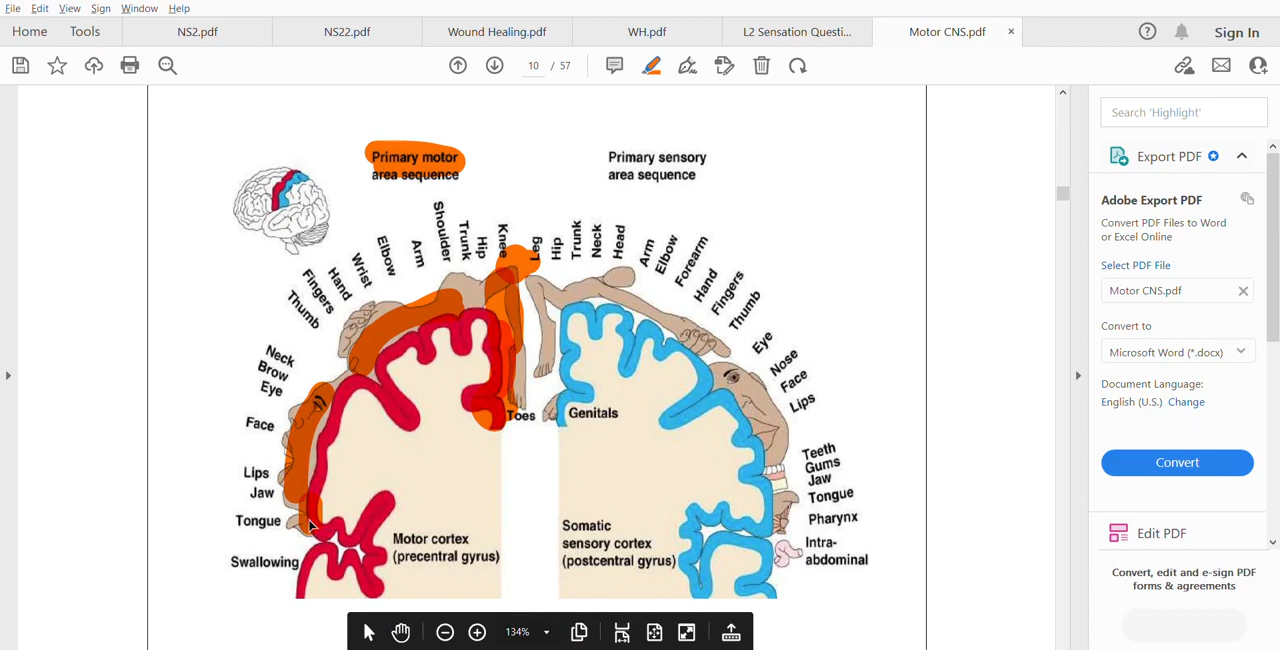 File Edit View Sign Window Help
Home Tools NS2.pdf NS22.pdf Wound Healing.pdf WH.pdf L2 Sensation Questi... Motor CNS.pdf × Sign In
10 / 57
Search 'Highlight'
Export PDF
Adobe Export PDF
Convert PDF Files to Word
or Excel Online
Select PDF File
Motor CNS.pdf
Convert to
Microsoft Word (*.docx)
Document Language:
English (U.S.) Change
Convert
Edit PDF
Convert, edit and e-sign PDF
forms & agreements
Primary motor
area sequence
Primary sensory
area sequence
Shoulder
Trunk
Hip
Knee
Arm
Elbow
Wrist
Hand
Fingers
Thumb
Neck
Brow
Eye
Face
Lips
Jaw
Tongue
Swallowing
Toes
Motor cortex
(precentral gyrus)
Leg
Hip
Trunk
Neck
Head
Arm
Elbow
Forearm
Hand
Fingers
Thumb
Eye
Nose
Face
Lips
Teeth
Gums
Jaw
Tongue
Pharynx
Intra-
abdominal
Genitals
Somatic
sensory cortex
(postcentral gyrus)
134%